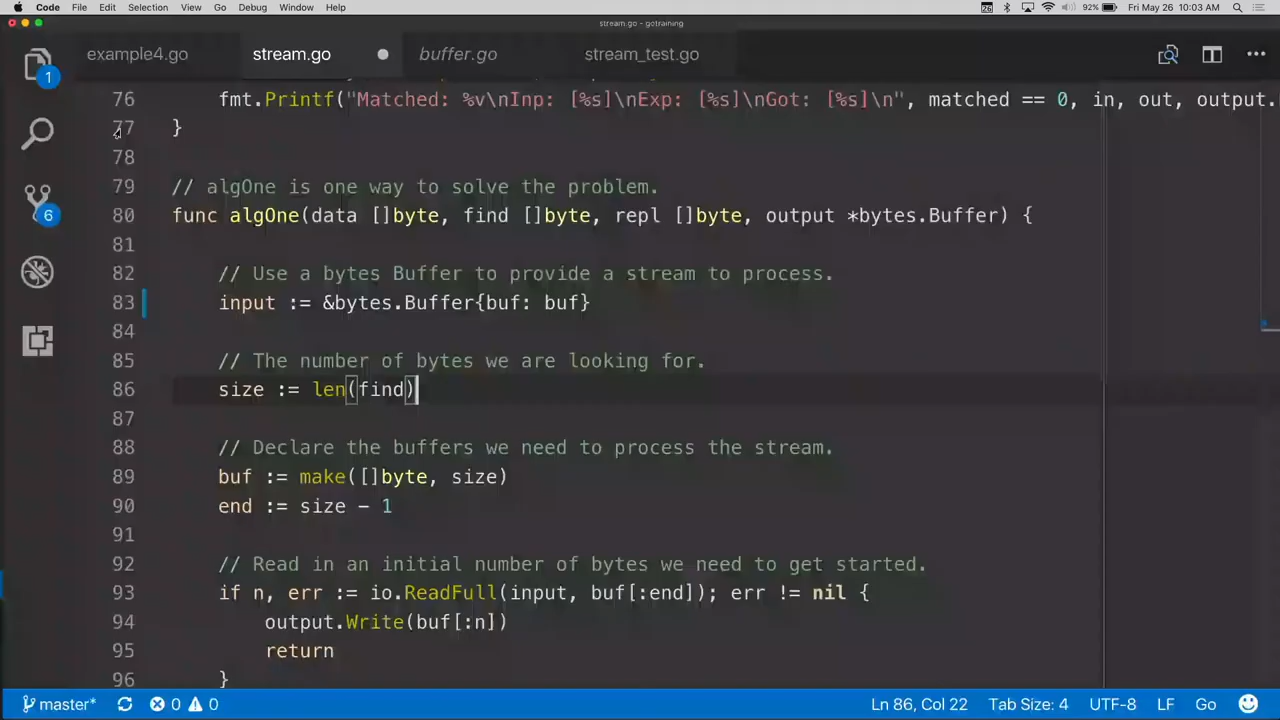 Code File Edit Selection View Go Debug Window Help 92% Fri May 26 10:03 AM
stream.go - gotraining
example4.go stream.go buffer.go stream_test.go
1
6
76 fmt.Printf("Matched: %v\nInp: [%s]\nExp: [%s]\nGot: [%s]\n", matched == 0, in, out, output.
77 }
78
79 // algOne is one way to solve the problem.
80 func algOne(data []byte, find []byte, repl []byte, output *bytes.Buffer) {
81
82 // Use a bytes Buffer to provide a stream to process.
83 input := &bytes.Buffer{buf: buf}
84
85 // The number of bytes we are looking for.
86 size := len(find)
87
88 // Declare the buffers we need to process the stream.
89 buf := make([]byte, size)
90 end := size - 1
91
92 // Read in an initial number of bytes we need to get started.
93 if n, err := io.ReadFull(input, buf[:end]); err != nil {
94 output.Write(buf[:n])
95 return
96 }
master* 0 0 Ln 86, Col 22 Tab Size: 4 UTF-8 LF Go